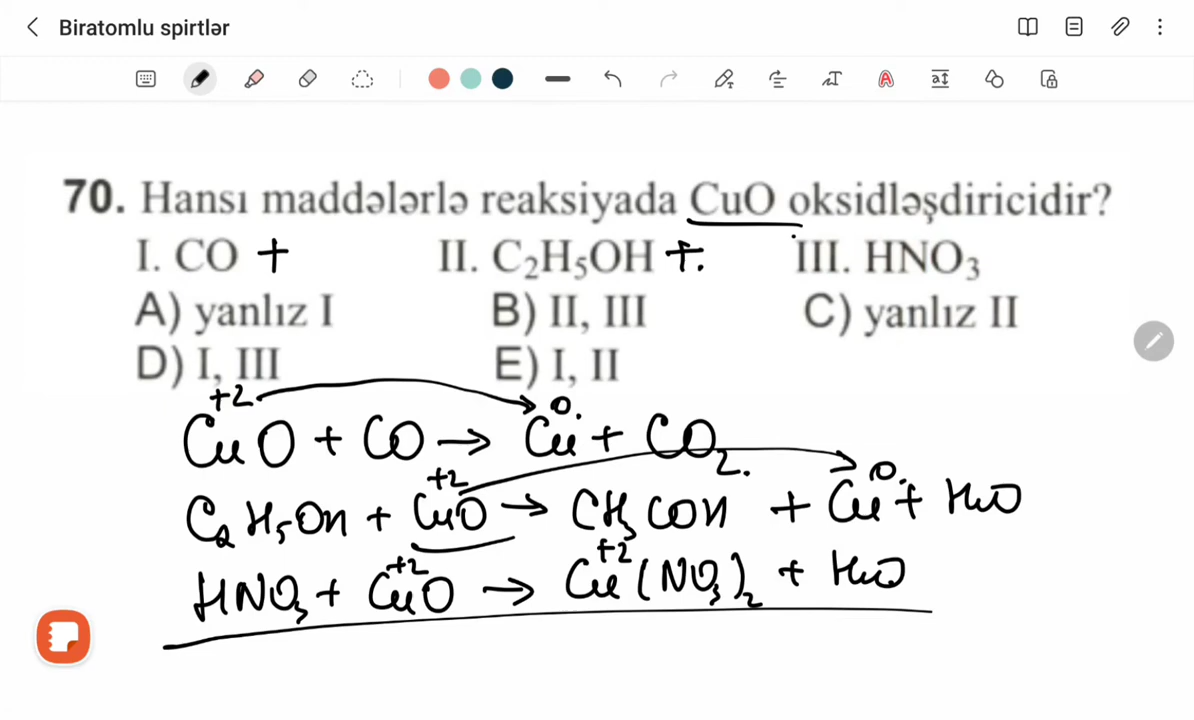 Biratomlu spirtlər
70. Hansı maddələrlə reaksiyada CuO oksidləşdiricidir?
I. CO + II. C₂H₅OH +. III. HNO₃
A) yanlız I B) II, III C) yanlız II
D) I, III E) I, II
+2 0.
CuO + CO → Cu + CO₂.
+2 0.
C₂H₅OH + CuO → CH₃COH + Cu + H₂O
+2 +2
HNO₃ + CuO → Cu(NO₃)₂ + H₂O